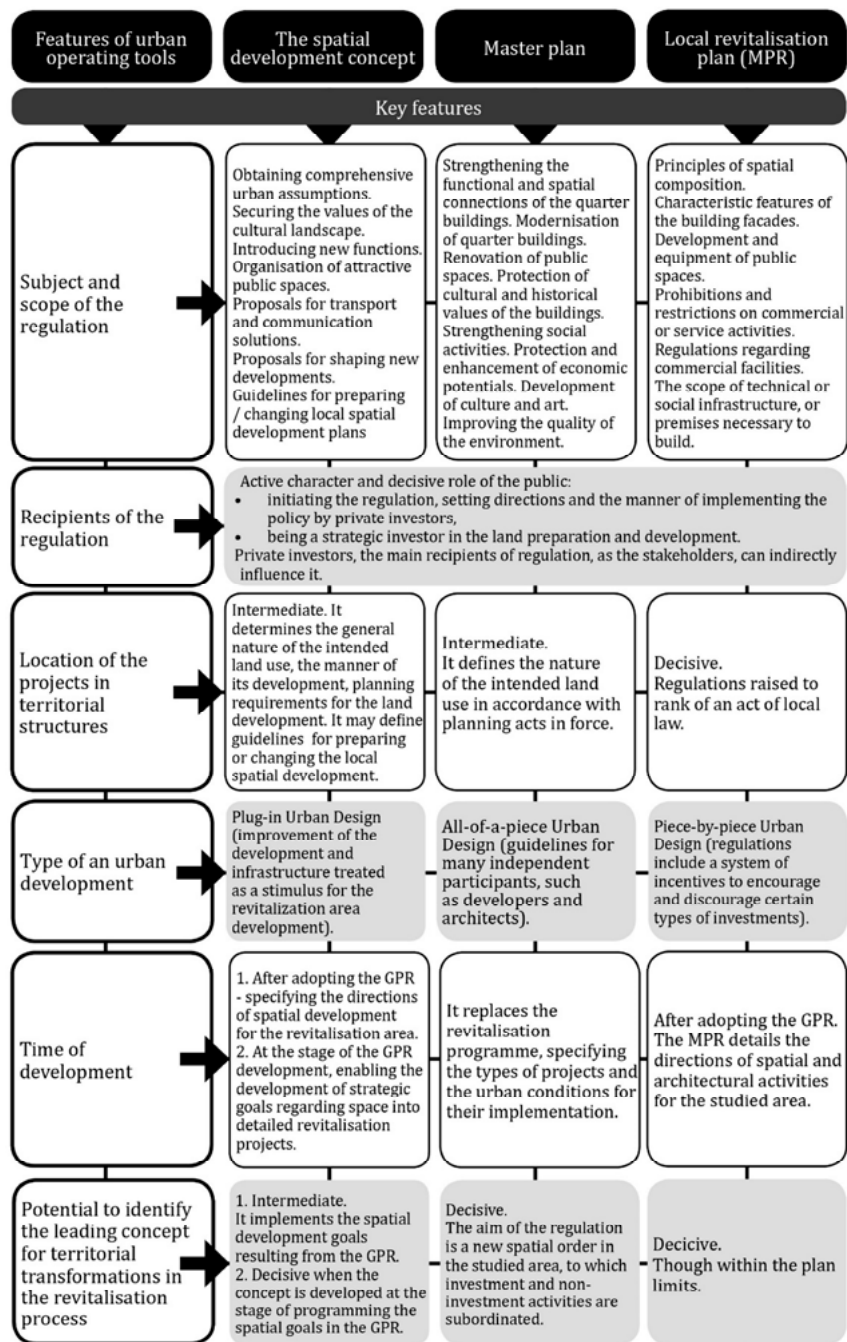 Features of urban
operating tools
The spatial
development concept
Master plan
Local revitalisation
plan (MPR)
Key features
Subject and
scope of the
regulation
Obtaining comprehensive
urban assumptions.
Securing the values of the
cultural landscape.
Introducing new functions.
Organisation of attractive
public spaces.
Proposals for transport
and communication
solutions.
Proposals for shaping new
developments.
Guidelines for preparing
/ changing local spatial
development plans
Strengthening the
functional and spatial
connections of the quarter
buildings. Modernisation
of quarter buildings.
Renovation of public
spaces. Protection of
cultural and historical
values of the buildings.
Strengthening social
activities. Protection and
enhancement of economic
potentials. Development
of culture and art.
Improving the quality of
the environment.
Principles of spatial
composition.
Characteristic features of
the building facades.
Development and
equipment of public
spaces.
Prohibitions and
restrictions on commercial
or service activities.
Regulations regarding
commercial facilities.
The scope of technical or
social infrastructure, or
premises necessary to
build.
Recipients of the
regulation
Active character and decisive role of the public:
• initiating the regulation, setting directions and the manner of implementing the
policy by private investors,
• being a strategic investor in the land preparation and development.
Private investors, the main recipients of regulation, as the stakeholders, can indirectly
influence it.
Location of the
projects in
territorial
structures
Intermediate. It
determines the general
nature of the intended
land use, the manner of
its development, planning
requirements for the land
development. It may define
guidelines for preparing
or changing the local
spatial development.
Intermediate.
It defines the nature
of the intended land
use in accordance with
planning acts in force.
Decisive.
Regulations raised to
rank of an act of local
law.
Type of an urban
development
Plug-in Urban Design
(improvement of the
development and
infrastructure treated
as a stimulus for the
revitalization area
development).
All-of-a-piece Urban
Design (guidelines for
many independent
participants, such
as developers and
architects).
Piece-by-piece Urban
Design (regulations
include a system of
incentives to encourage
and discourage certain
types of investments).
Time of
development
1. After adopting the GPR
- specifying the directions
of spatial development
for the revitalisation area.
2. At the stage of the GPR
development, enabling the
development of strategic
goals regarding space into
detailed revitalisation
projects.
It replaces the
revitalisation
programme, specifying
the types of projects and
the urban conditions for
their implementation.
After adopting the GPR.
The MPR details the
directions of spatial and
architectural activities
for the studied area.
Potential to identify
the leading concept
for territorial
transformations in
the revitalisation
process
1. Intermediate.
It implements the spatial
development goals
resulting from the GPR.
2. Decisive when the
concept is developed at the
stage of programming the
spatial goals in the GPR.
Decisive.
The aim of the regulation
is a new spatial order in
the studied area, to which
investment and non-
investment activities are
subordinated.
Decicive.
Though within the plan
limits.